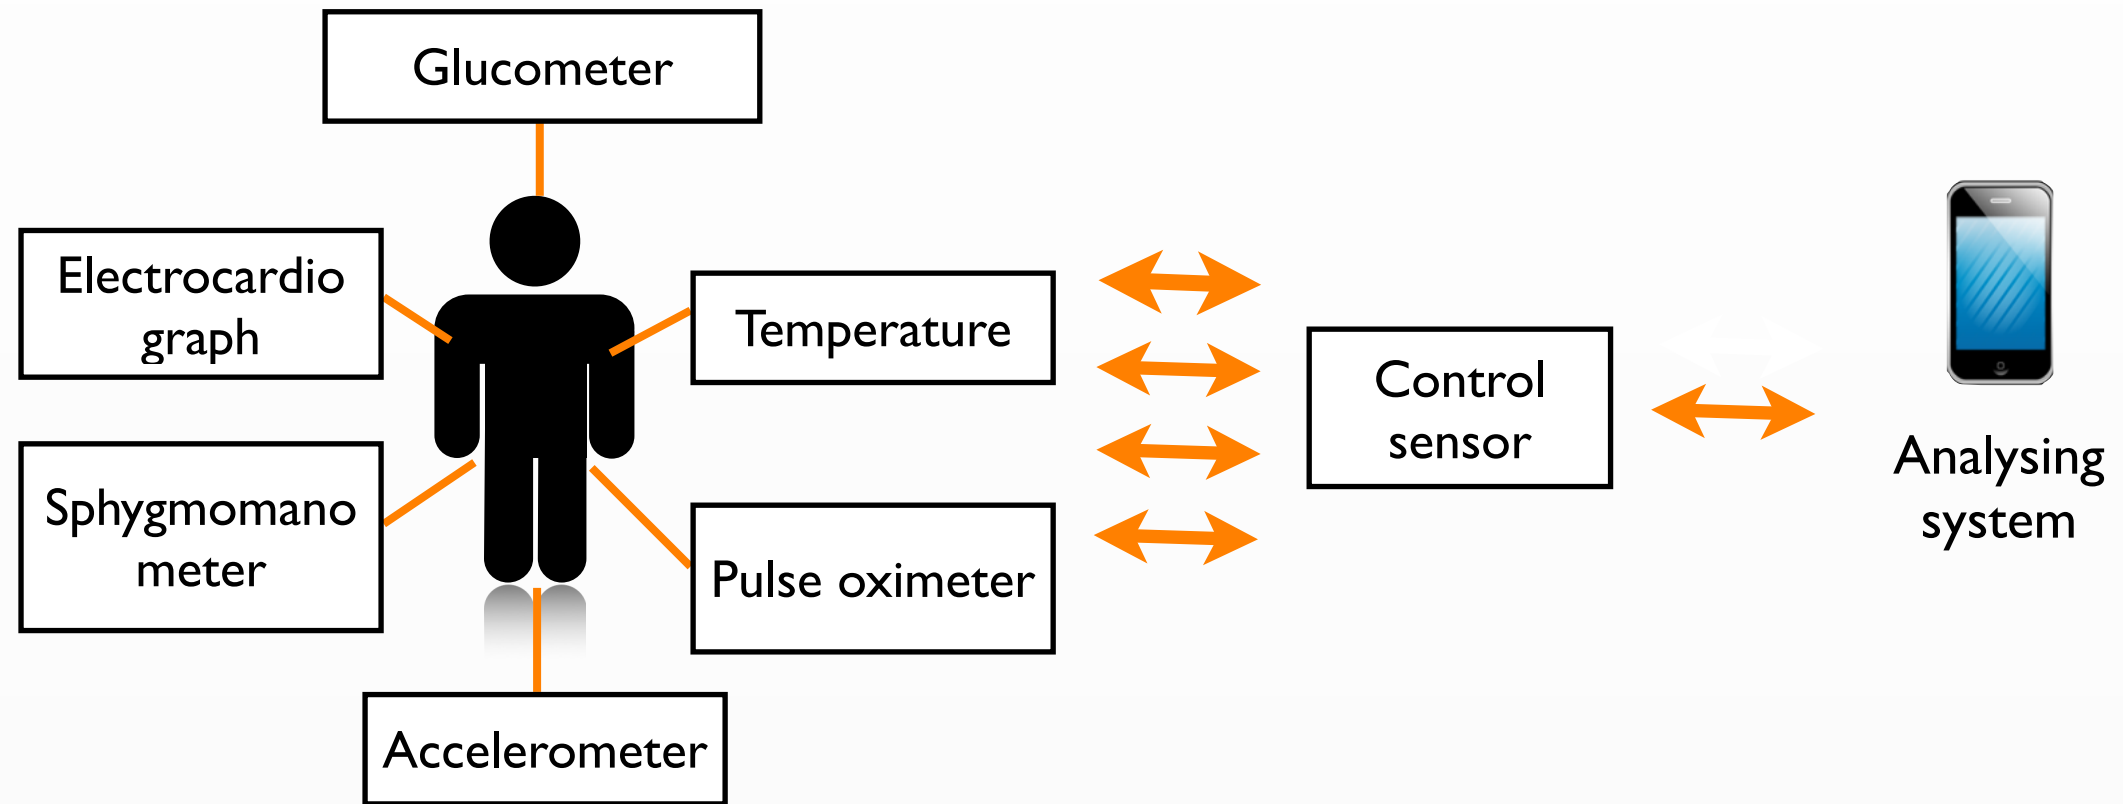 Glucometer
Electrocardio
graph
Temperature
Control
sensor
Sphygmomano
meter
Pulse oximeter
Analysing
system
Accelerometer